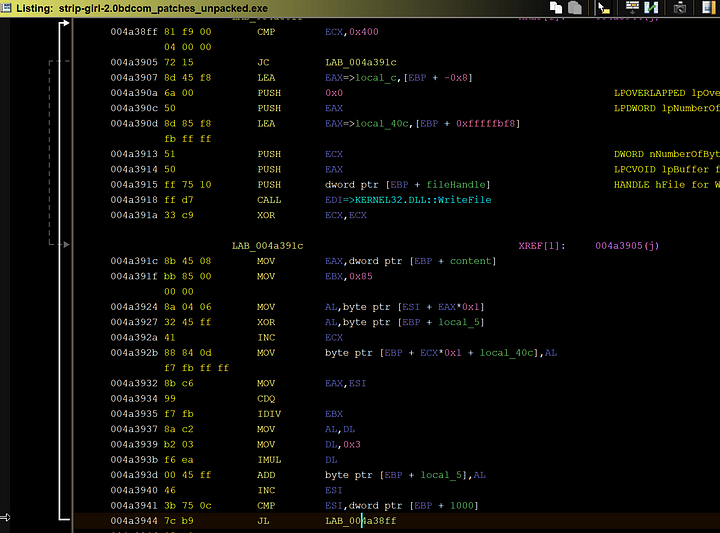 Listing: strip-girl-2.0bdcom_patches_unpacked.exe
004a38ff 81 f9 00 CMP ECX,0x400
04 00 00
004a3905 72 15 JC LAB_004a391c
004a3907 8d 45 f8 LEA EAX=>local_c,[EBP + -0x8]
004a390a 6a 00 PUSH 0x0 LPOVERLAPPED lpOve
004a390c 50 PUSH EAX LPDWORD lpNumberOf
004a390d 8d 85 f8 LEA EAX=>local_40c,[EBP + 0xfffffbf8]
fb ff ff
004a3913 51 PUSH ECX DWORD nNumberOfByt
004a3914 50 PUSH EAX LPCVOID lpBuffer f
004a3915 ff 75 10 PUSH dword ptr [EBP + fileHandle] HANDLE hFile for W
004a3918 ff d7 CALL EDI=>KERNEL32.DLL::WriteFile
004a391a 33 c9 XOR ECX,ECX
LAB_004a391c XREF[1]: 004a3905(j)
004a391c 8b 45 08 MOV EAX,dword ptr [EBP + content]
004a391f bb 85 00 MOV EBX,0x85
00 00
004a3924 8a 04 06 MOV AL,byte ptr [ESI + EAX*0x1]
004a3927 32 45 ff XOR AL,byte ptr [EBP + local_5]
004a392a 41 INC ECX
004a392b 88 84 0d MOV byte ptr [EBP + ECX*0x1 + local_40c],AL
f7 fb ff ff
004a3932 8b c6 MOV EAX,ESI
004a3934 99 CDQ
004a3935 f7 fb IDIV EBX
004a3937 8a c2 MOV AL,DL
004a3939 b2 03 MOV DL,0x3
004a393b f6 ea IMUL DL
004a393d 00 45 ff ADD byte ptr [EBP + local_5],AL
004a3940 46 INC ESI
004a3941 3b 75 0c CMP ESI,dword ptr [EBP + 1000]
004a3944 7c b9 JL LAB_004a38ff